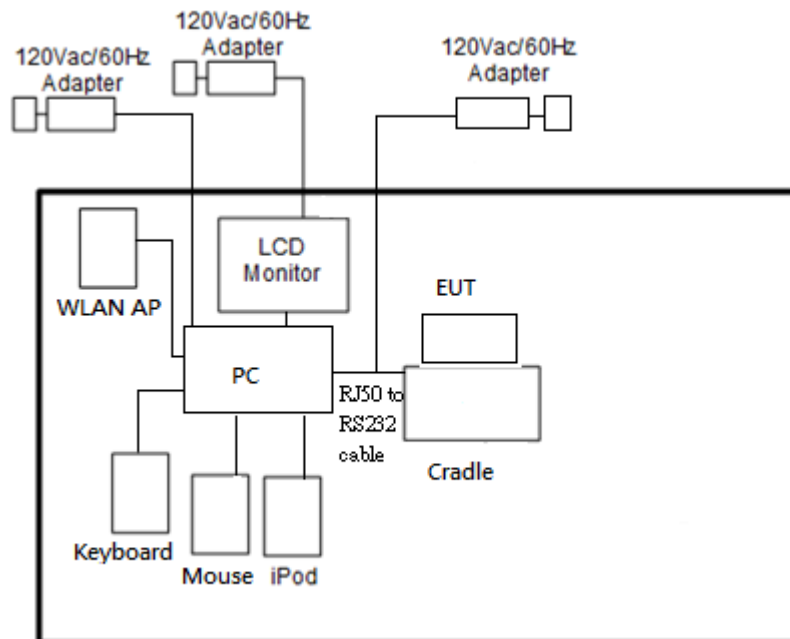 120Vac/60Hz
Adapter
120Vac/60Hz
Adapter
120Vac/60Hz
Adapter
LCD
Monitor
WLAN AP
EUT
PC
RJ50 to
RS232
cable
Cradle
Keyboard
Mouse
iPod